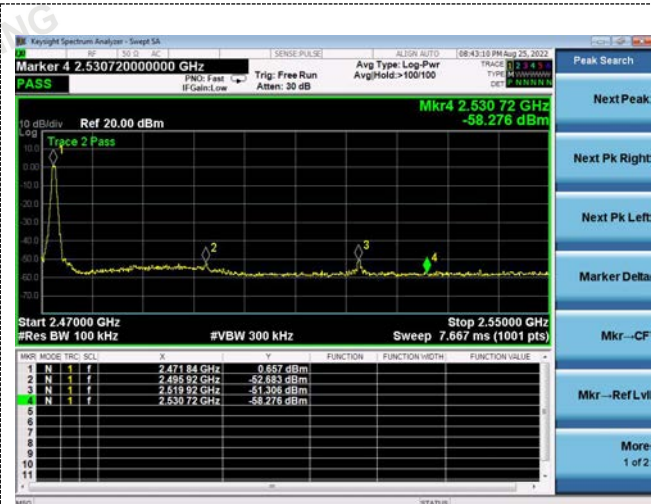 NG
Keysight Spectrum Analyzer - Swept SA
RF 50 Ω AC SENSE:PULSE ALIGN AUTO 08:43:10 PM Aug 25, 2022
Marker 4 2.530720000000 GHz
Avg Type: Log-Pwr
TRACE 1 2 3 4 5 6
PASS
PNO: Fast
Trig: Free Run
Avg|Hold:>100/100
TYPE M WWWWW
IFGain:Low
Atten: 30 dB
DET P NNNNN
Mkr4 2.530 72 GHz
-58.276 dBm
10 dB/div Ref 20.00 dBm
Log
Trace 2 Pass
10.0
0.00
-10.0
-20.0
-30.0
-40.0
-50.0
-60.0
-70.0
1
2
3
4
Start 2.47000 GHz
Stop 2.55000 GHz
#Res BW 100 kHz
#VBW 300 kHz
Sweep 7.667 ms (1001 pts)
MKR MODE TRC SCL X Y FUNCTION FUNCTION WIDTH FUNCTION VALUE
1 N 1 f 2.471 84 GHz 0.657 dBm
2 N 1 f 2.495 92 GHz -52.683 dBm
3 N 1 f 2.519 92 GHz -51.306 dBm
4 N 1 f 2.530 72 GHz -58.276 dBm
5
6
7
8
9
10
11
MSG
STATUS
Peak Search
Next Peak
Next Pk Right
Next Pk Left
Marker Delta
Mkr→CF
Mkr→Ref Lvl
More
1 of 2